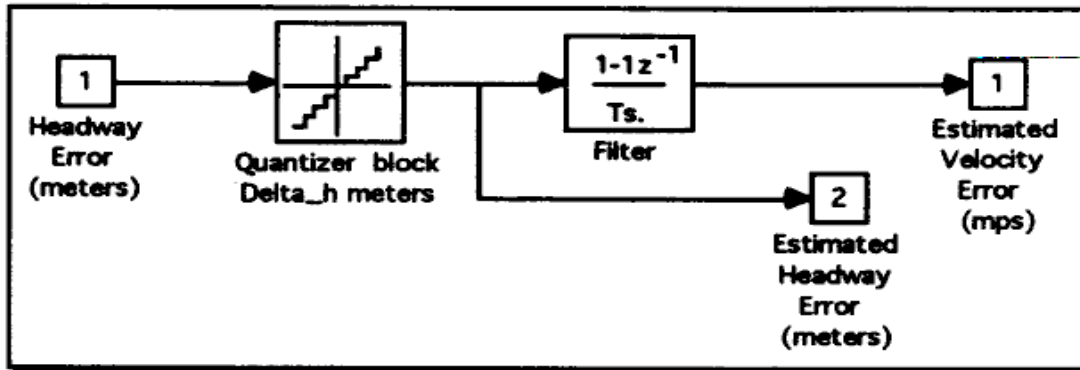 1
Headway
Error
(meters)
Quantizer block
Delta_h meters
1-1z⁻¹
Ts.
Filter
1
Estimated
Velocity
Error
(mps)
2
Estimated
Headway
Error
(meters)